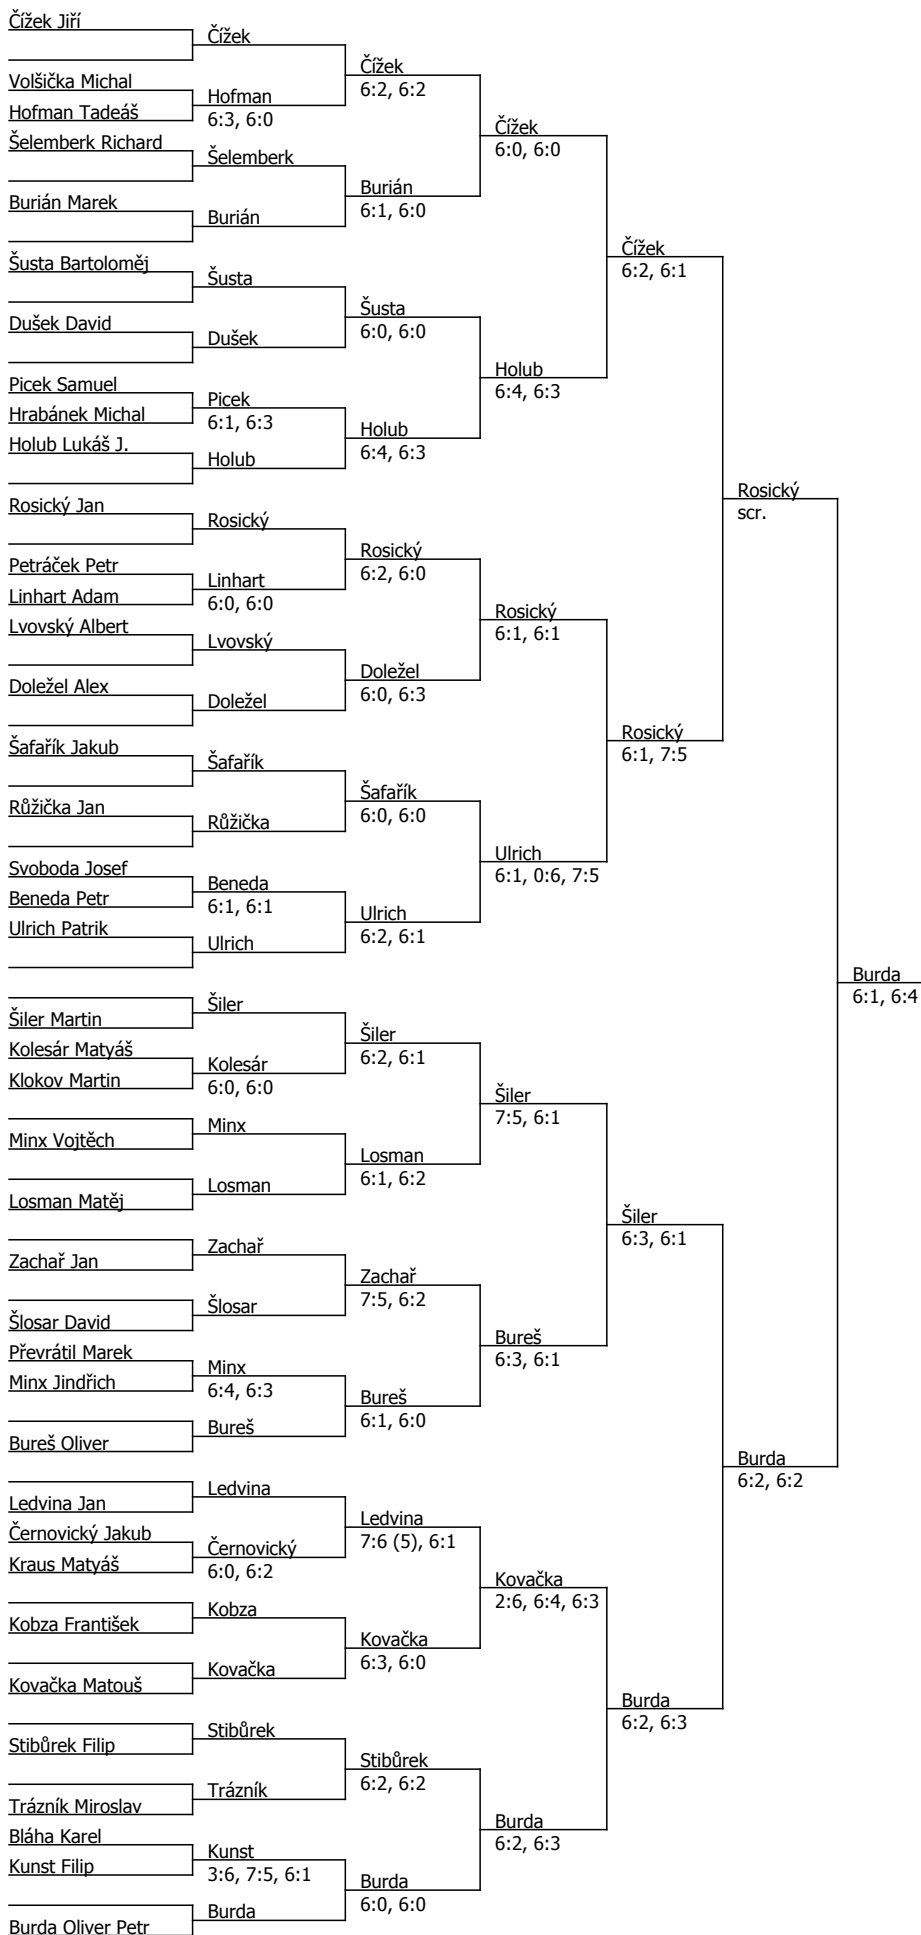 Čížek Jiří
Volšička Michal
Hofman Tadeáš
Šelemberk Richard
Burián Marek
Šusta Bartoloměj
Dušek David
Picek Samuel
Hrabánek Michal
Holub Lukáš J.
Rosický Jan
Petráček Petr
Linhart Adam
Lvovský Albert
Doležel Alex
Šafařík Jakub
Růžička Jan
Svoboda Josef
Beneda Petr
Ulrich Patrik
Šiler Martin
Kolesár Matyáš
Klokov Martin
Minx Vojtěch
Losman Matěj
Zachař Jan
Šlosar David
Převrátil Marek
Minx Jindřich
Bureš Oliver
Ledvina Jan
Černovický Jakub
Kraus Matyáš
Kobza František
Kovačka Matouš
Stibůrek Filip
Trázník Miroslav
Bláha Karel
Kunst Filip
Burda Oliver Petr
Čížek
Hofman
6:3, 6:0
Šelemberk
Burián
Šusta
Dušek
Picek
6:1, 6:3
Holub
Rosický
Linhart
6:0, 6:0
Lvovský
Doležel
Šafařík
Růžička
Beneda
6:1, 6:1
Ulrich
Šiler
Kolesár
6:0, 6:0
Minx
Losman
Zachař
Šlosar
Minx
6:4, 6:3
Bureš
Ledvina
Černovický
6:0, 6:2
Kobza
Kovačka
Stibůrek
Trázník
Kunst
3:6, 7:5, 6:1
Burda
Čížek
6:2, 6:2
Burián
6:1, 6:0
Šusta
6:0, 6:0
Holub
6:4, 6:3
Rosický
6:2, 6:0
Doležel
6:0, 6:3
Šafařík
6:0, 6:0
Ulrich
6:2, 6:1
Šiler
6:2, 6:1
Losman
6:1, 6:2
Zachař
7:5, 6:2
Bureš
6:1, 6:0
Ledvina
7:6 (5), 6:1
Kovačka
6:3, 6:0
Stibůrek
6:2, 6:2
Burda
6:0, 6:0
Čížek
6:0, 6:0
Holub
6:4, 6:3
Rosický
6:1, 6:1
Ulrich
6:1, 0:6, 7:5
Šiler
7:5, 6:1
Bureš
6:3, 6:1
Kovačka
2:6, 6:4, 6:3
Burda
6:2, 6:3
Čížek
6:2, 6:1
Rosický
6:1, 7:5
Šiler
6:3, 6:1
Burda
6:2, 6:3
Rosický
scr.
Burda
6:2, 6:2
Burda
6:1, 6:4